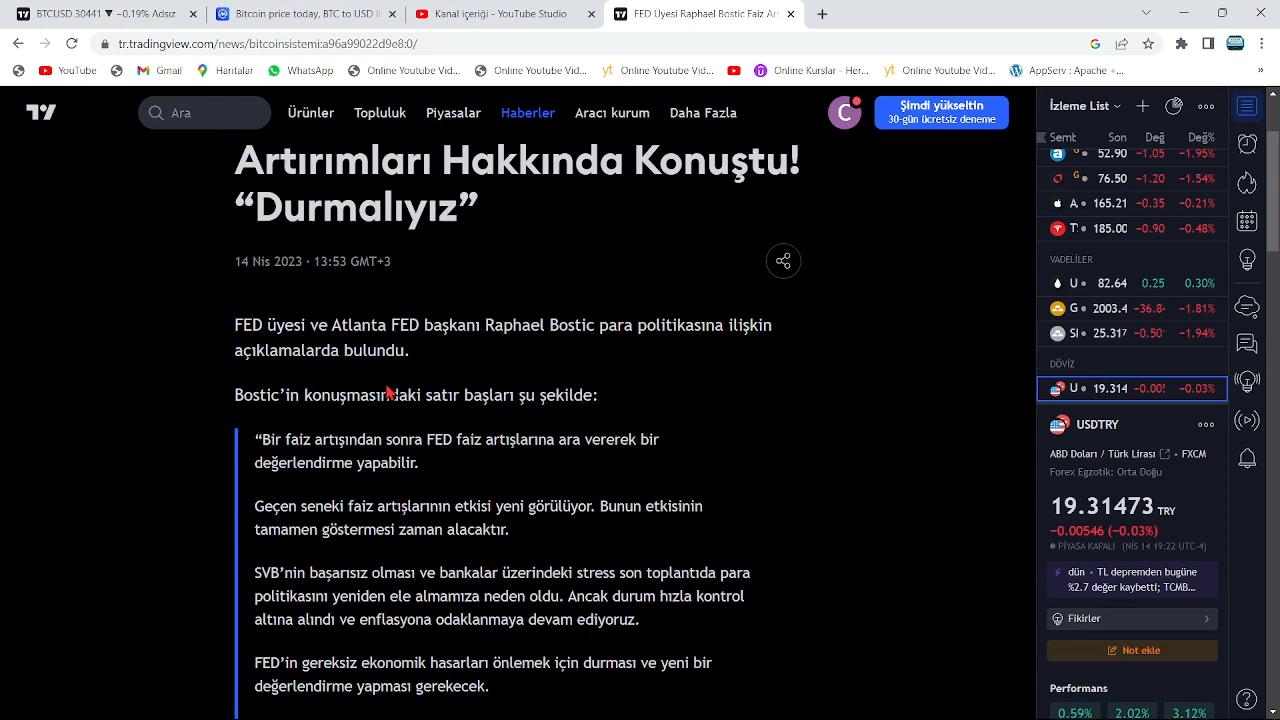 BTCUSD 30441 ▼ −0.19% Adsız
Bitcoin price today, BTC to USD li
Kanal içeriği - YouTube Studio
FED Üyesi Raphael Bostic Faiz Art
tr.tradingview.com/news/bitcoinsistemi:a96a99022d9e8:0/
YouTube
Gmail
Haritalar
WhatsApp
Online Youtube Vid...
Online Youtube Vid...
Online Youtube Vid...
Online Kurslar - Her...
Online Youtube Vid...
AppServ : Apache +...
»
Ara
Ürünler
Topluluk
Piyasalar
Haberler
Aracı kurum
Daha Fazla
C
Şimdi yükseltin
30-gün ücretsiz deneme
Artırımları Hakkında Konuştu!
“Durmalıyız”
14 Nis 2023 · 13:53 GMT+3
FED üyesi ve Atlanta FED başkanı Raphael Bostic para politikasına ilişkin
açıklamalarda bulundu.
Bostic’in konuşmasındaki satır başları şu şekilde:
“Bir faiz artışından sonra FED faiz artışlarına ara vererek bir
değerlendirme yapabilir.
Geçen seneki faiz artışlarının etkisi yeni görülüyor. Bunun etkisinin
tamamen göstermesi zaman alacaktır.
SVB’nin başarısız olması ve bankalar üzerindeki stress son toplantıda para
politikasını yeniden ele almamıza neden oldu. Ancak durum hızla kontrol
altına alındı ve enflasyona odaklanmaya devam ediyoruz.
FED’in gereksiz ekonomik hasarları önlemek için durması ve yeni bir
değerlendirme yapması gerekecek.
İzleme List
Semb Son Değ Değ%
G 52.90 −1.05 −1.95%
G 76.50 −1.20 −1.54%
A 165.21 −0.35 −0.21%
T 185.00 −0.90 −0.48%
VADELİLER
U 82.64 0.25 0.30%
G 2003.4 −36.8 −1.81%
SI 25.317 −0.50 −1.94%
DÖVİZ
U 19.314 −0.005 −0.03%
USDTRY
ABD Doları / Türk Lirası • FXCM
Forex Egzotik: Orta Doğu
19.31473 TRY
−0.00546 (−0.03%)
PİYASA KAPALI (NİS 14 19:22 UTC-4)
dün • TL depremden bugüne
%2.7 değer kaybetti; TCMB...
Fikirler
Not ekle
Performans
0.59% 2.02% 3.12%